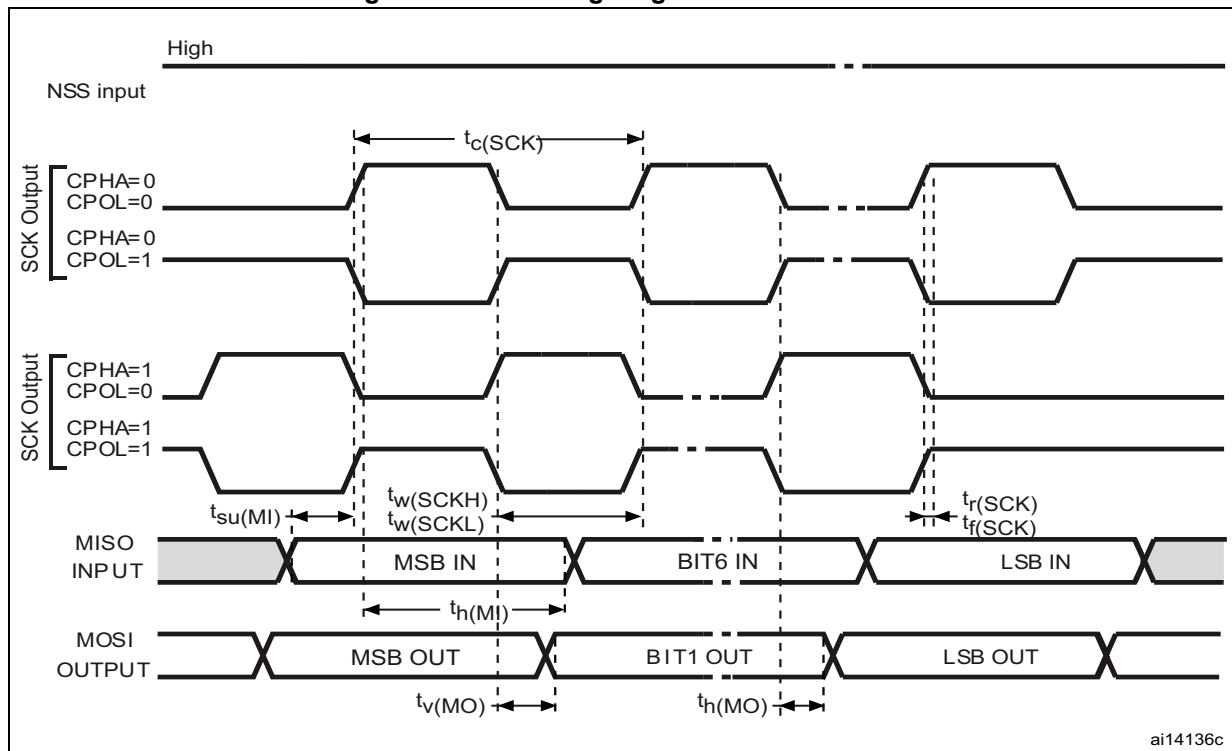 High
NSS input
tc(SCK)
SCK Output
CPHA=0
CPOL=0
CPHA=0
CPOL=1
SCK Output
CPHA=1
CPOL=0
CPHA=1
CPOL=1
tsu(MI)
tw(SCKH)
tw(SCKL)
tr(SCK)
tf(SCK)
MISO
INPUT
MSB IN
BIT6 IN
LSB IN
th(MI)
MOSI
OUTPUT
MSB OUT
BIT1 OUT
LSB OUT
tv(MO)
th(MO)
ai14136c